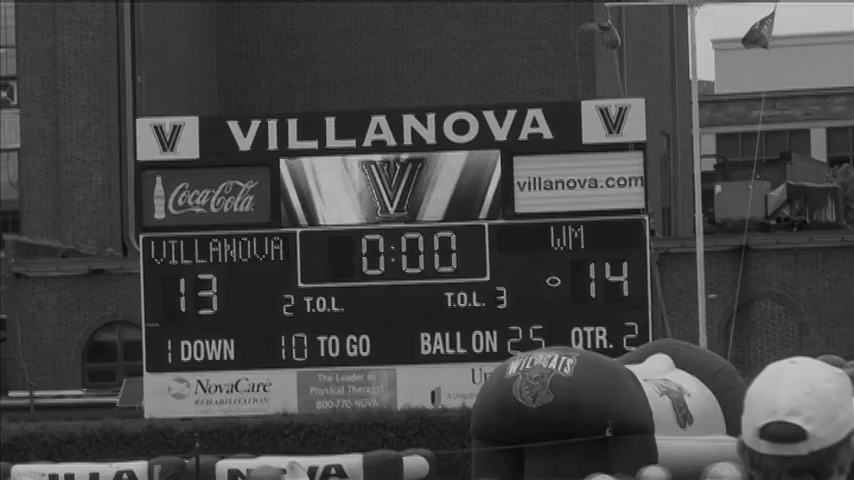 V VILLANOVA V
Coca-Cola V villanova.com
VILLANOVA 0:00 WM
13 2 T.O.L. T.O.L. 3 14
1 DOWN 10 TO GO BALL ON 25 QTR. 2
NovaCare
REHABILITATION
The Leader in
Physical Therapy!
800-770-NOVA
WILDCATS
NOVA